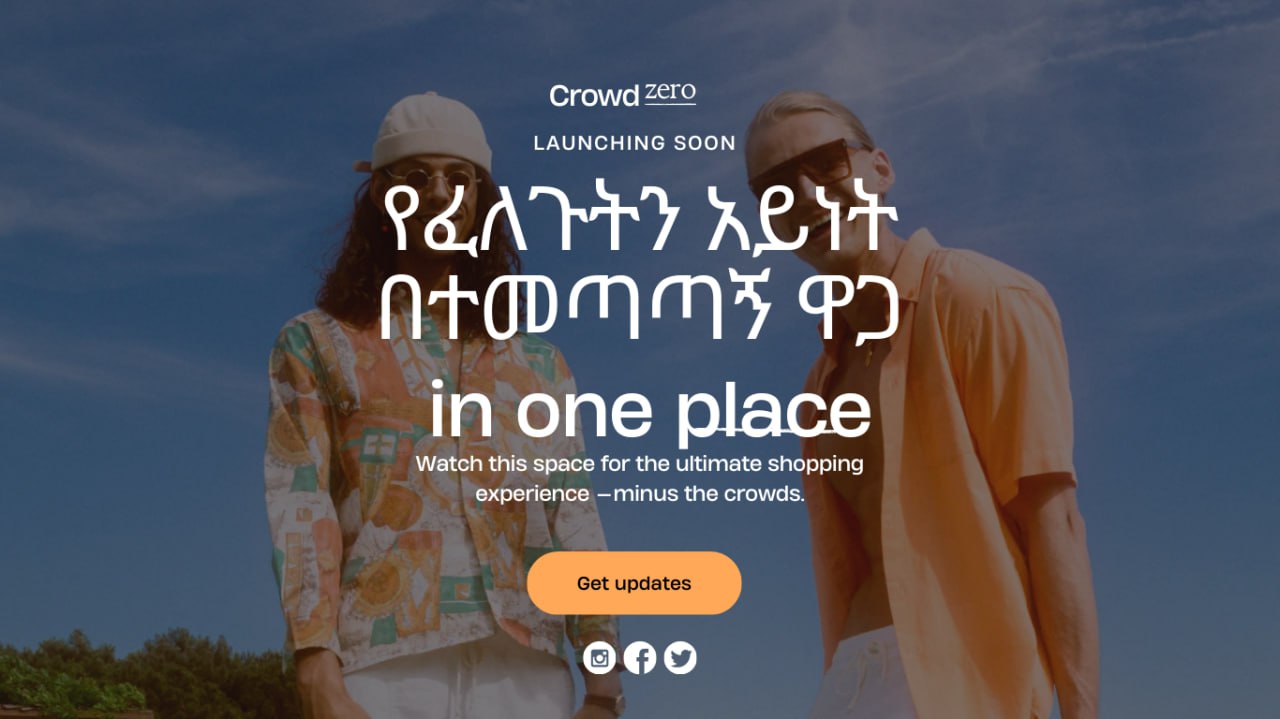 Crowd zero
LAUNCHING SOON
የፈለጉትን አይነት
በተመጣጣኝ ዋጋ
in one place
Watch this space for the ultimate shopping
experience —minus the crowds.
Get updates